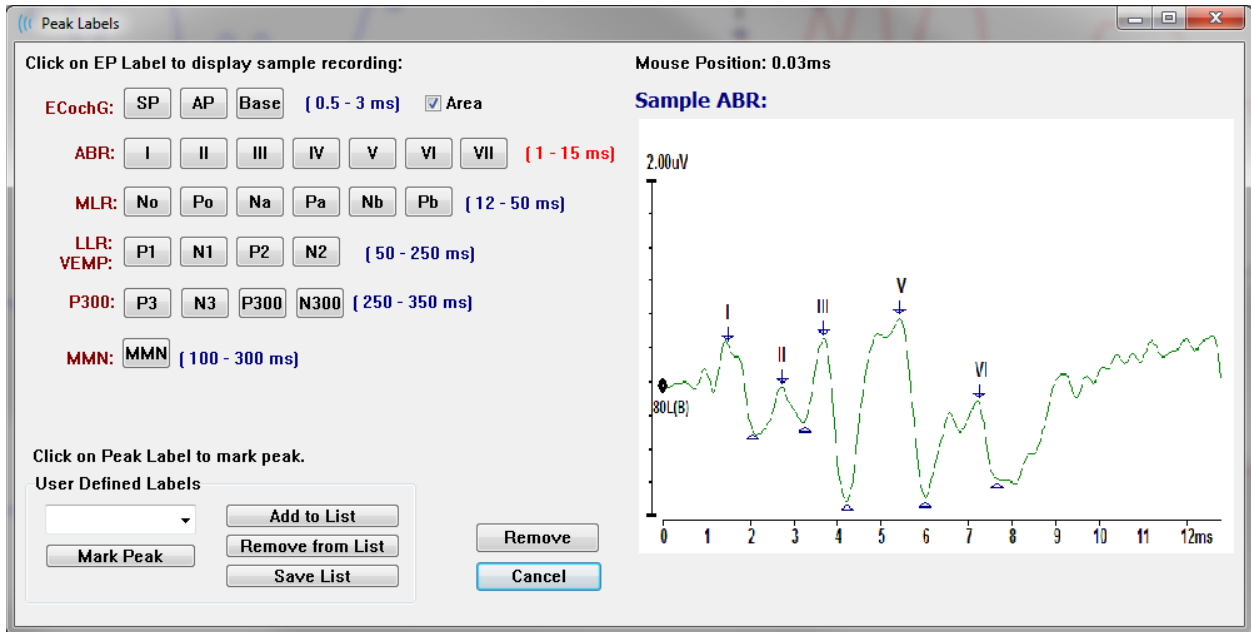 Peak Labels
Click on EP Label to display sample recording:
ECochG: SP AP Base ( 0.5 - 3 ms) Area
ABR: I II III IV V VI VII ( 1 - 15 ms)
MLR: No Po Na Pa Nb Pb ( 12 - 50 ms)
LLR:
VEMP: P1 N1 P2 N2 ( 50 - 250 ms)
P300: P3 N3 P300 N300 ( 250 - 350 ms)
MMN: MMN ( 100 - 300 ms)
Click on Peak Label to mark peak.
User Defined Labels
Add to List
Mark Peak
Remove from List
Save List
Remove
Cancel
Mouse Position: 0.03ms
Sample ABR:
2.00uV
I II III V VI
80L(B)
0 1 2 3 4 5 6 7 8 9 10 11 12ms